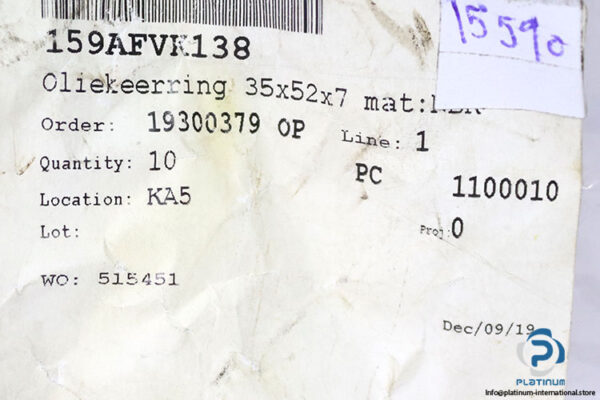 159AFVK138
15590
Oliekeerring 35x52x7 mat:NBR
Order: 19300379 OP Line: 1
Quantity: 10 PC 1100010
Location: KA5
Lot: Proj: 0
WO: 515451
Dec/09/19
PLATINUM
Info@platinum-international.store